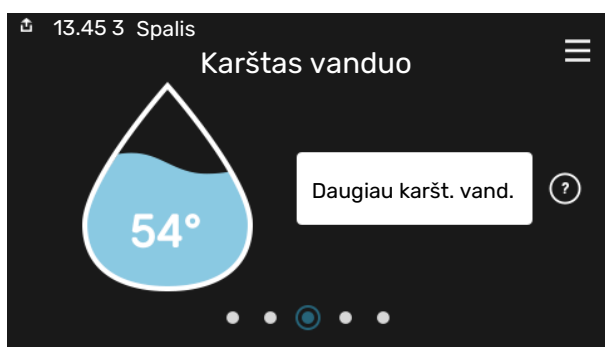 13.45 3 Spalis
Karštas vanduo
Daugiau karšt. vand.
?
54°